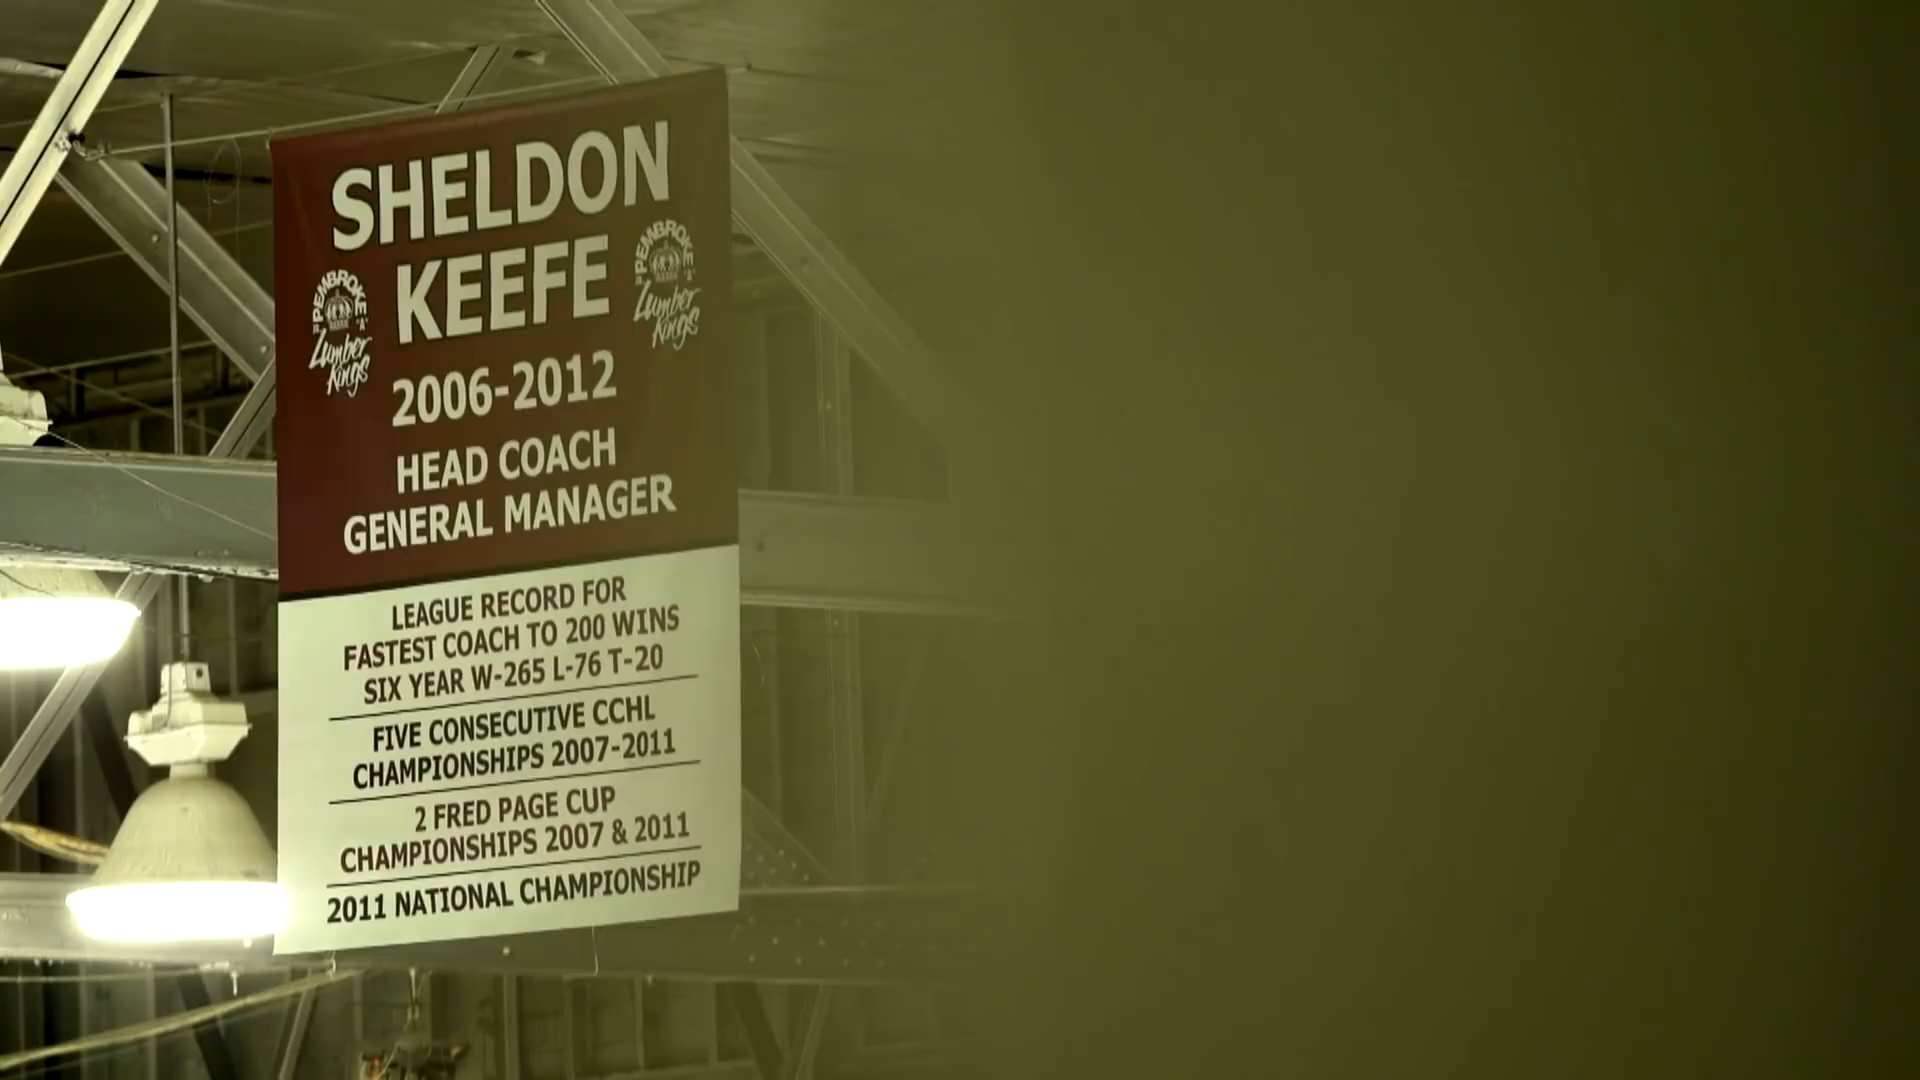 SHELDON
KEEFE
PEMBROKE
Lumber
Kings
PEMBROKE
Lumber
Kings
2006-2012
HEAD COACH
GENERAL MANAGER
LEAGUE RECORD FOR
FASTEST COACH TO 200 WINS
SIX YEAR W-265 L-76 T-20
FIVE CONSECUTIVE CCHL
CHAMPIONSHIPS 2007-2011
2 FRED PAGE CUP
CHAMPIONSHIPS 2007 & 2011
2011 NATIONAL CHAMPIONSHIP